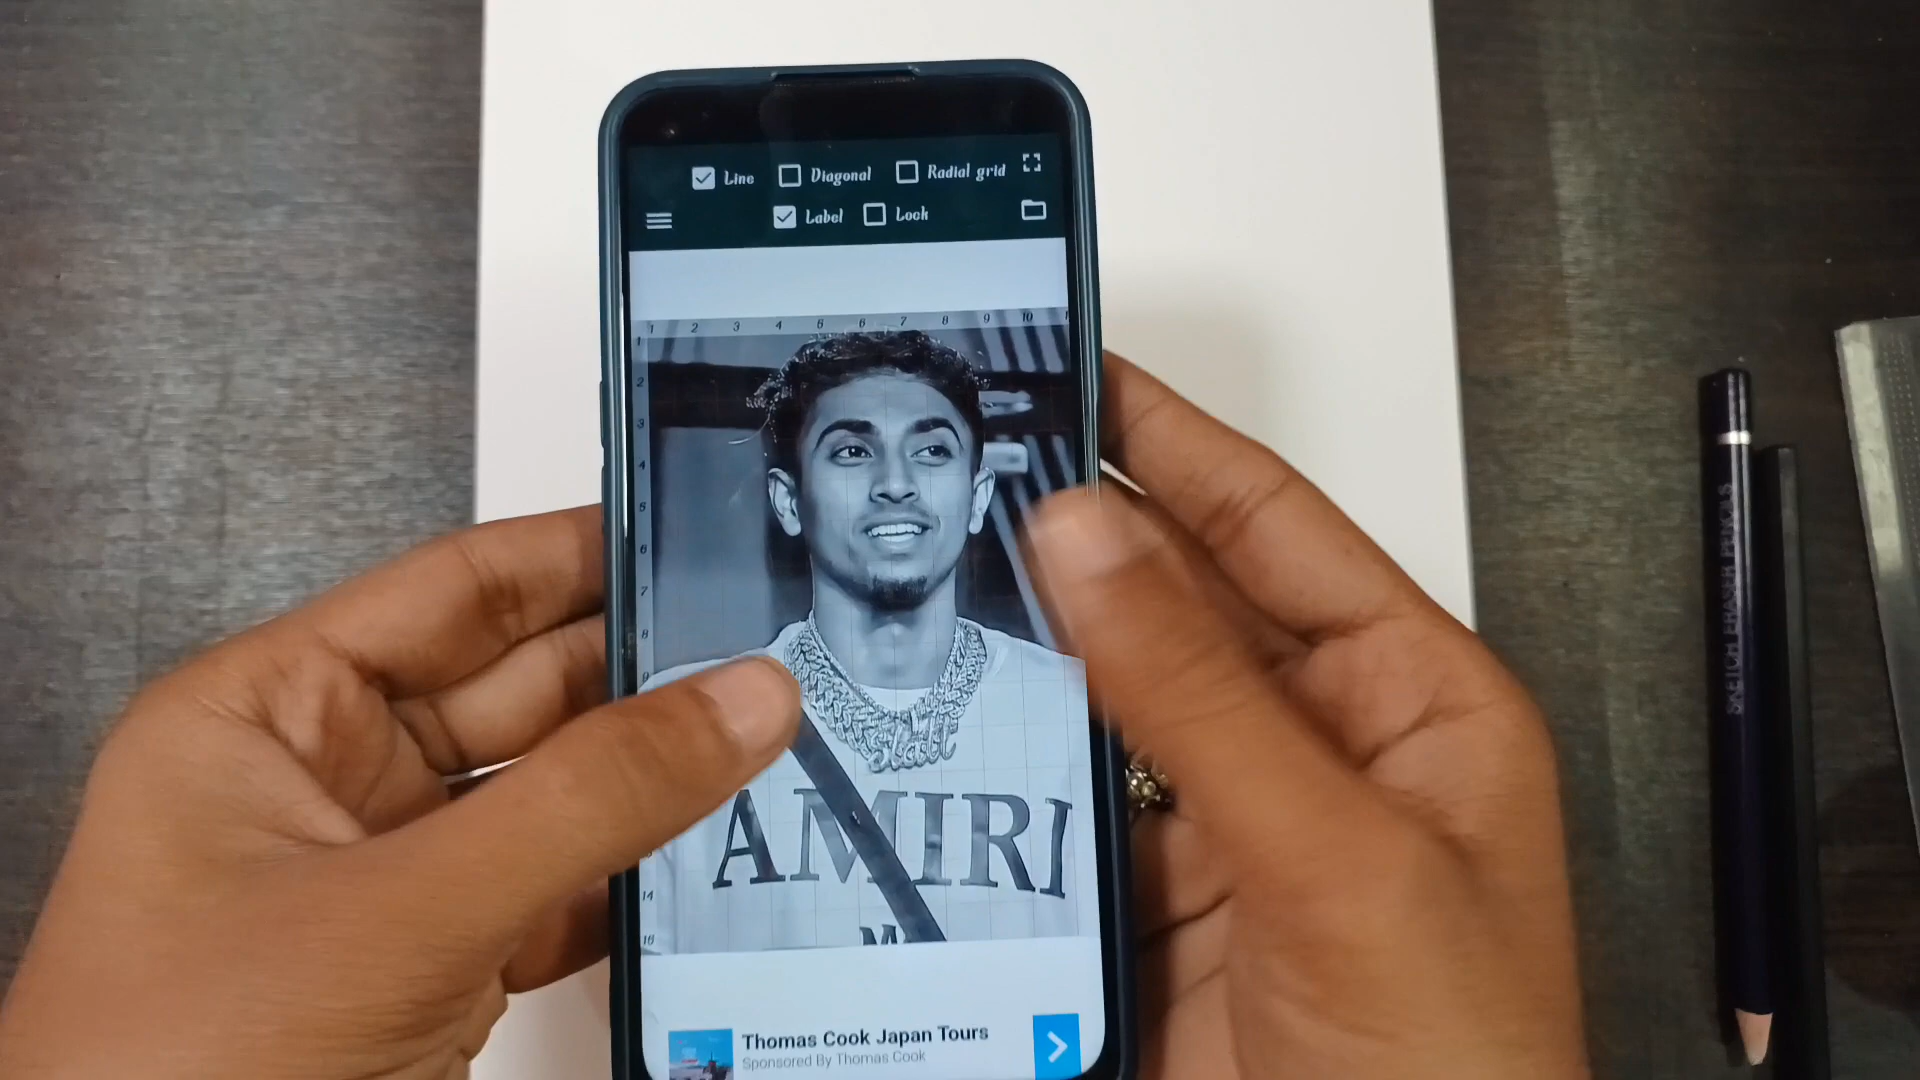 Line Diagonal Radial grid
Label Lock
1 2 3 4 5 6 7 8 9 10
1
2
3
4
5
6
7
8
9
14
AMIRI
Thomas Cook Japan Tours
Sponsored By Thomas Cook
SKETCH ERASER PENCILS